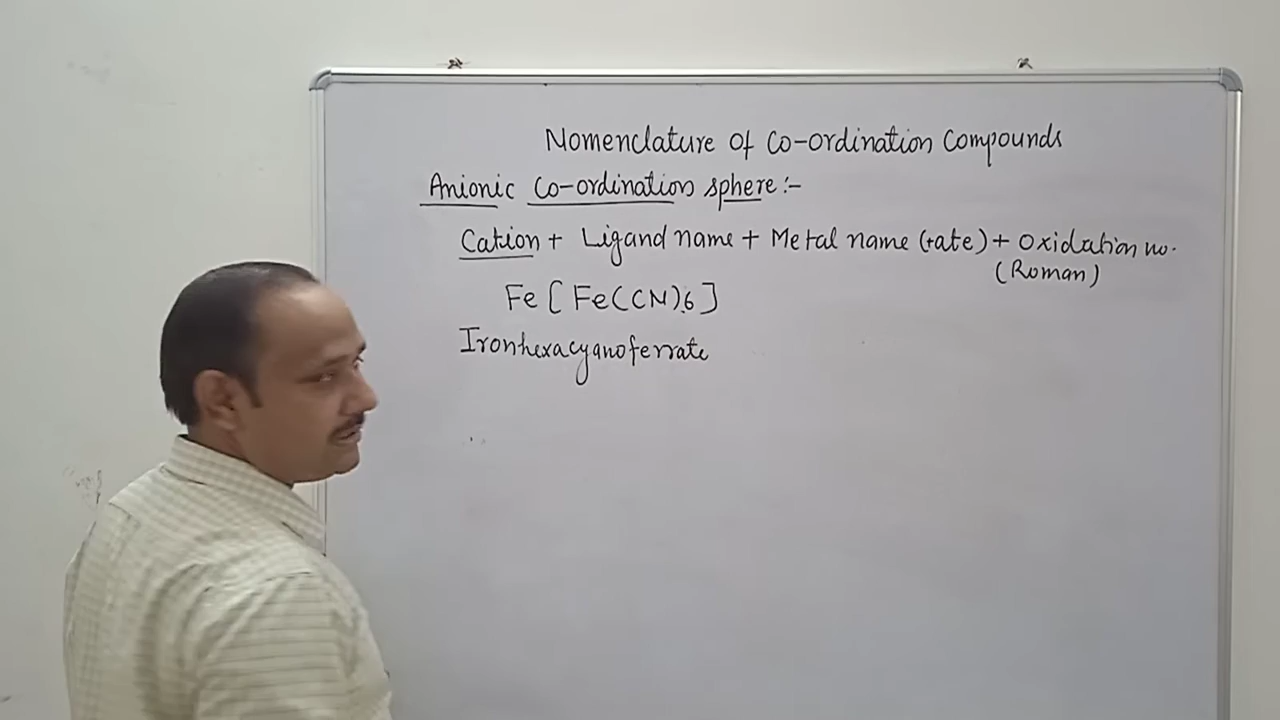 Nomenclature of Co-ordination Compounds
Anionic Co-ordination sphere:-
Cation + Ligand name + Metal name (+ate) + Oxidation no.
(Roman)
Fe[Fe(CN)6]
Ironhexacyanoferrate